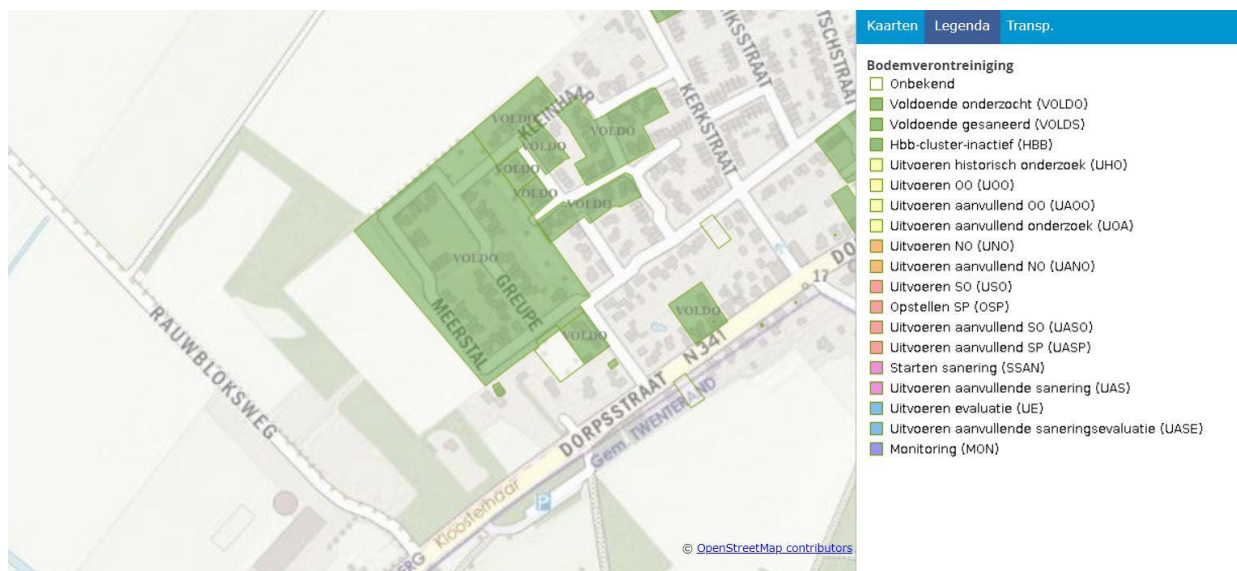 Kaarten Legenda Transp.
Bodemverontreiniging
Onbekend
Voldoende onderzocht (VOLDO)
Voldoende gesaneerd (VOLDS)
Hbb-cluster-inactief (HBB)
Uitvoeren historisch onderzoek (UHO)
Uitvoeren OO (UOO)
Uitvoeren aanvullend OO (UAOO)
Uitvoeren aanvullend onderzoek (UOA)
Uitvoeren NO (UNO)
Uitvoeren aanvullend NO (UANO)
Uitvoeren SO (USO)
Opstellen SP (OSP)
Uitvoeren aanvullend SO (UASO)
Uitvoeren aanvullend SP (UASP)
Starten sanering (SSAN)
Uitvoeren aanvullende sanering (UAS)
Uitvoeren evaluatie (UE)
Uitvoeren aanvullende saneringsevaluatie (UASE)
Monitoring (MON)
KLEINHAAR
KERKSTRAAT
VOLDO
VOLDO
VOLDO
VOLDO
VOLDO
VOLDO
VOLDO
VOLDO
VOLDO
MEERSTAL
GREUPE
RAUWBLOKSWEG
DORPSSTRAAT
N341
17
Gem. TWENTERAND
Kloosterhaar
P
© OpenStreetMap contributors